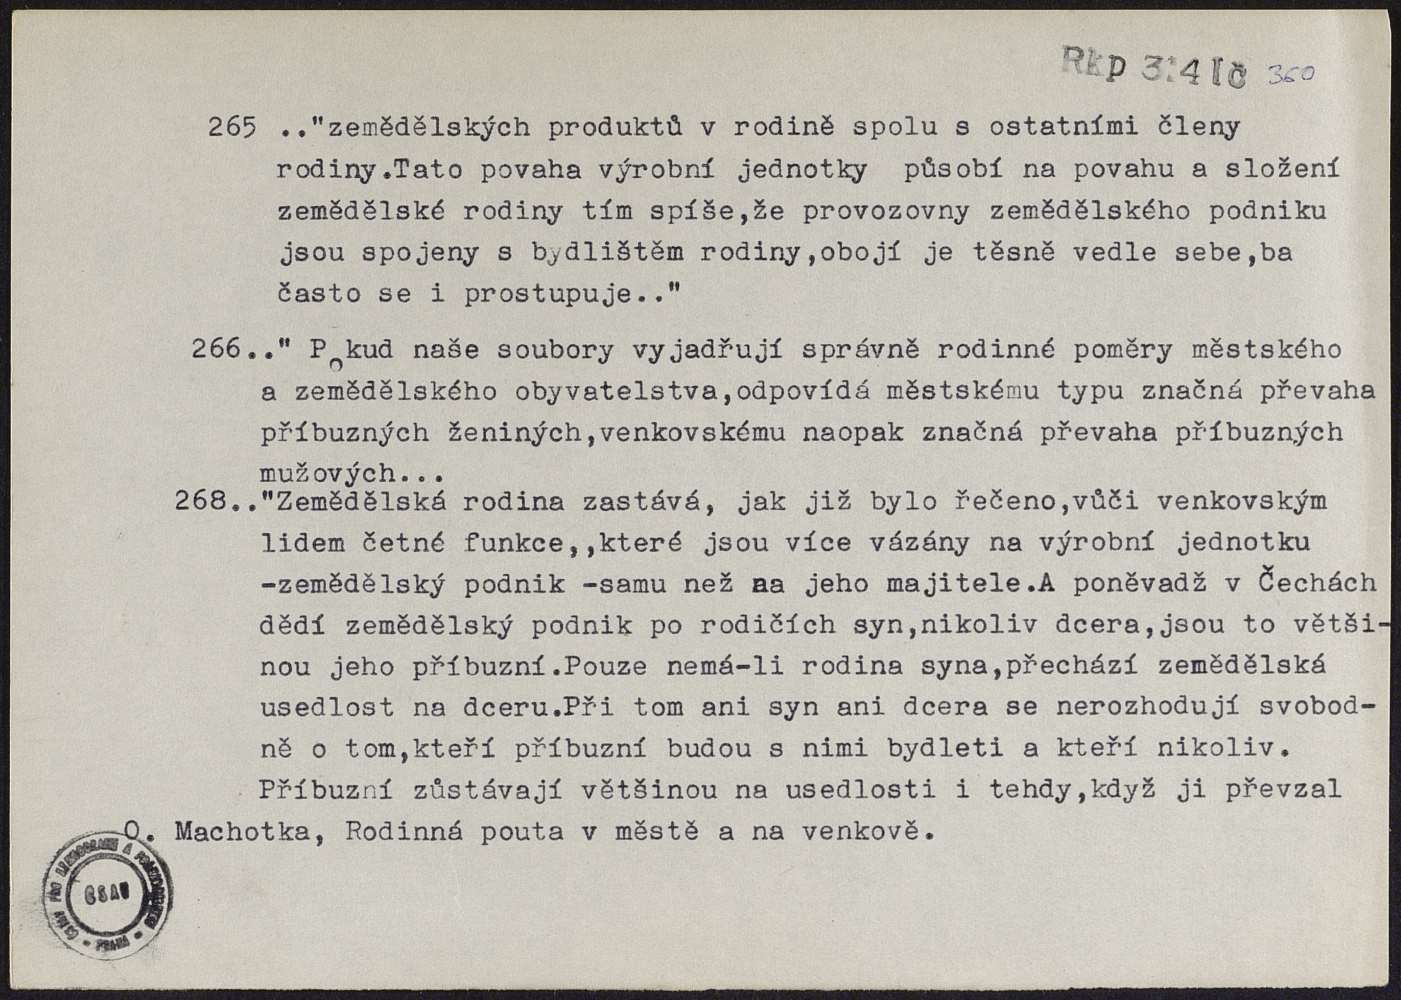 Rkp 314 Ič 360
265 .."zemědělských produktů v rodině spolu s ostatními členy
rodiny.Tato povaha výrobní jednotky působí na povahu a složení
zemědělské rodiny tím spíše,že provozovny zemědělského podniku
jsou spojeny s bydlištěm rodiny,obojí je těsně vedle sebe,ba
často se i prostupuje.."
266.." Pokud naše soubory vyjadřují správně rodinné poměry městského
a zemědělského obyvatelstva,odpovídá městskému typu značná převaha
příbuzných ženiných,venkovskému naopak značná převaha příbuzných
mužových...
268.."Zemědělská rodina zastává, jak již bylo řečeno,vůči venkovským
lidem četné funkce,,které jsou více vázány na výrobní jednotku
-zemědělský podnik -samu než na jeho majitele.A poněvadž v Čechách
dědí zemědělský podnik po rodičích syn,nikoliv dcera,jsou to větši-
nou jeho příbuzní.Pouze nemá-li rodina syna,přechází zemědělská
usedlost na dceru.Při tom ani syn ani dcera se nerozhodují svobod-
ně o tom,kteří příbuzní budou s nimi bydleti a kteří nikoliv.
Příbuzní zůstávají většinou na usedlosti i tehdy,když ji převzal
O. Machotka, Rodinná pouta v městě a na venkově.
ČSAV
PRAHA